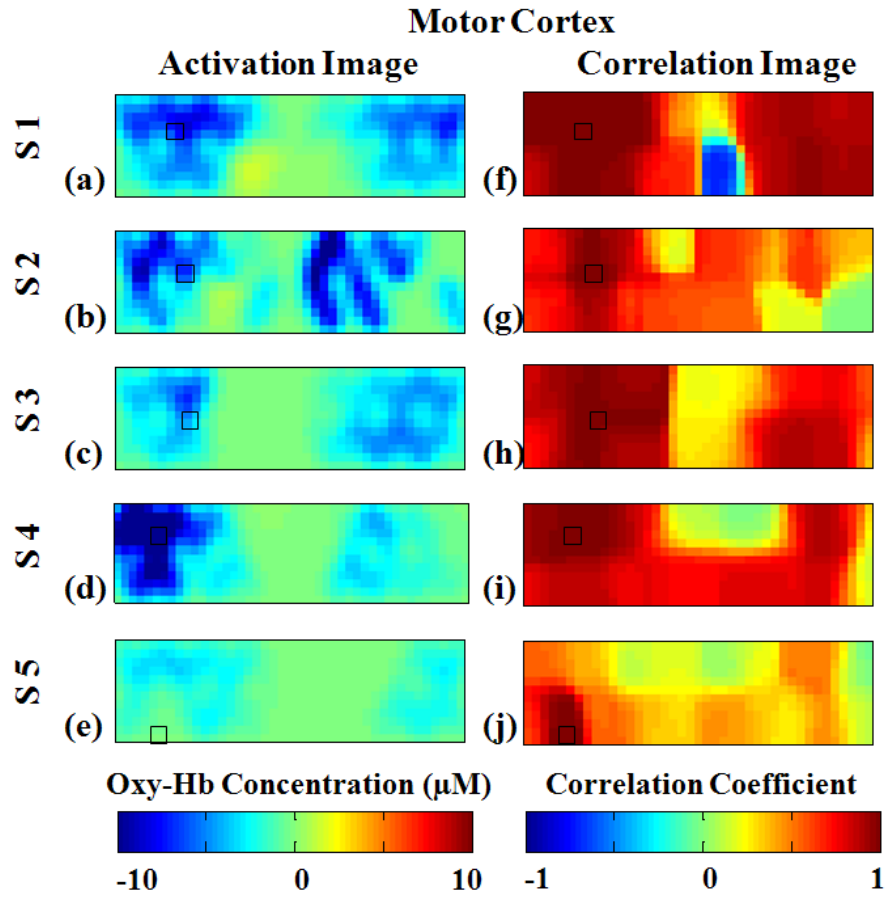 Motor Cortex
Activation Image
Correlation Image
S 1
(a)
(f)
S 2
(b)
(g)
S 3
(c)
(h)
S 4
(d)
(i)
S 5
(e)
(j)
Oxy-Hb Concentration (µM)
Correlation Coefficient
-10 0 10
-1 0 1